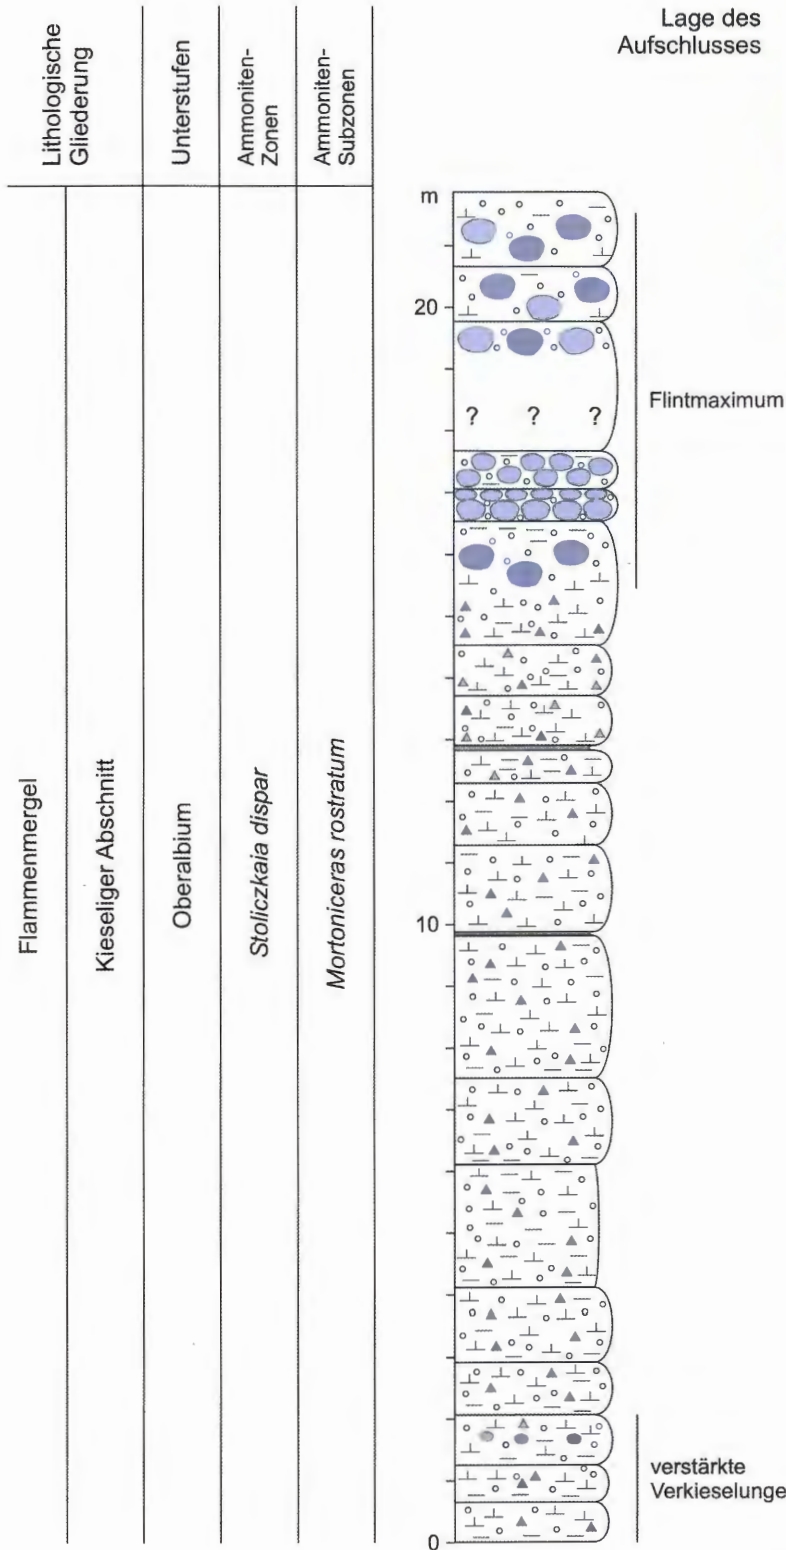 Lage des
Aufschlusses
Lithologische
Gliederung
Unterstufen
Ammoniten-
Zonen
Ammoniten-
Subzonen
m
20
Flintmaximum
? ? ?
Flammenmergel
Kieseliger Abschnitt
Oberalbium
Stoliczkaia dispar
Mortoniceras rostratum
10
verstärkte
Verkieselunge
0